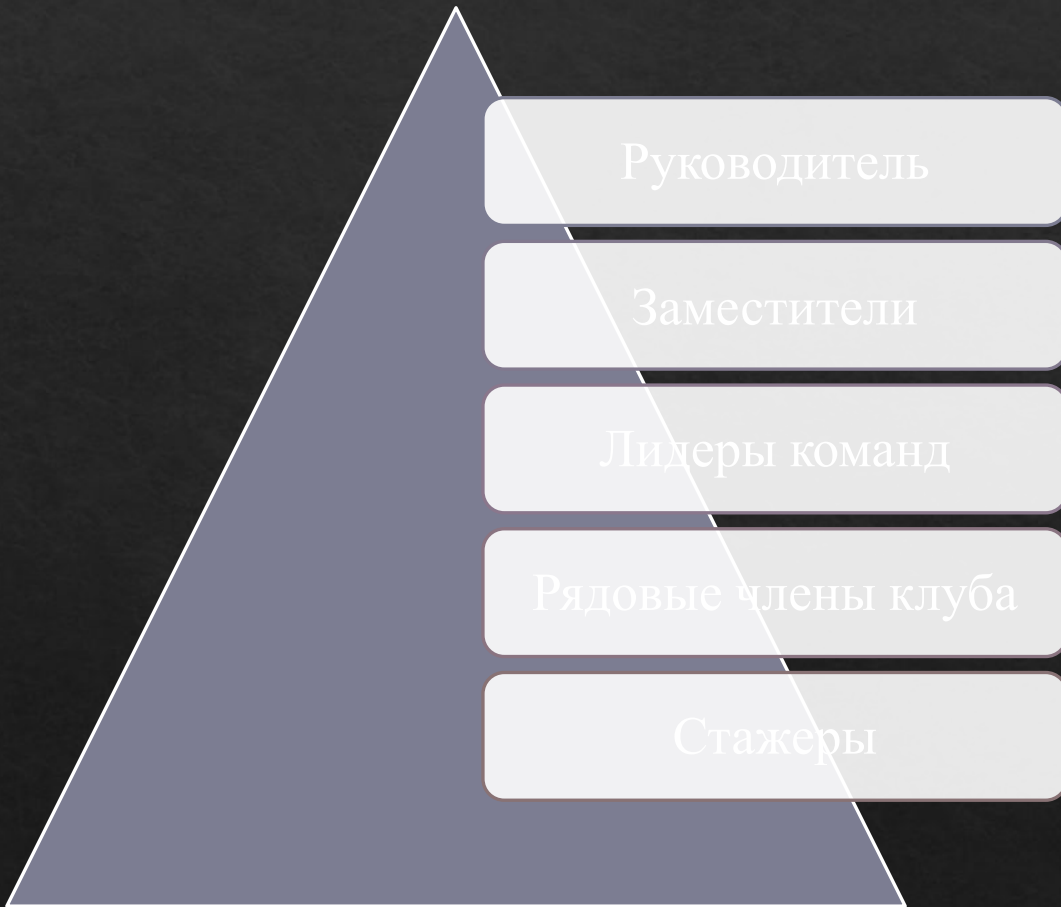 Руководитель
Заместители
Лидеры команд
Рядовые члены клуба
Стажеры